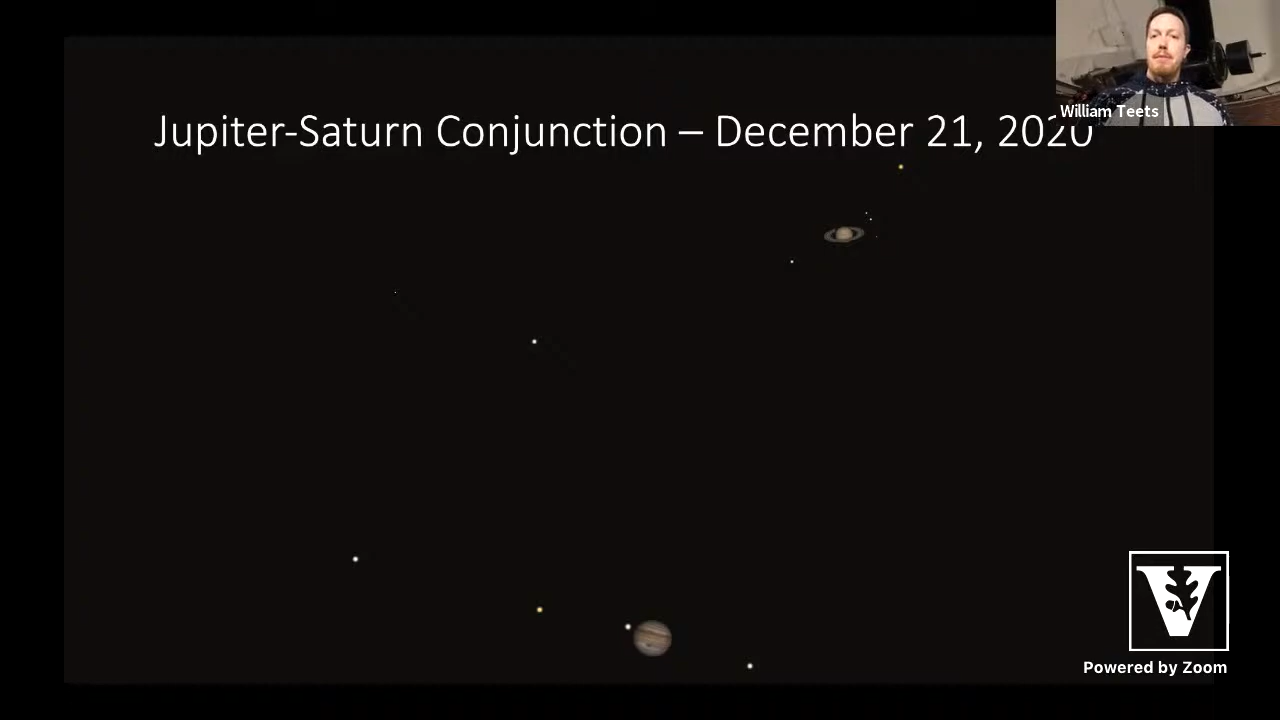 Jupiter-Saturn Conjunction – December 21, 2020
William Teets
V
Powered by Zoom